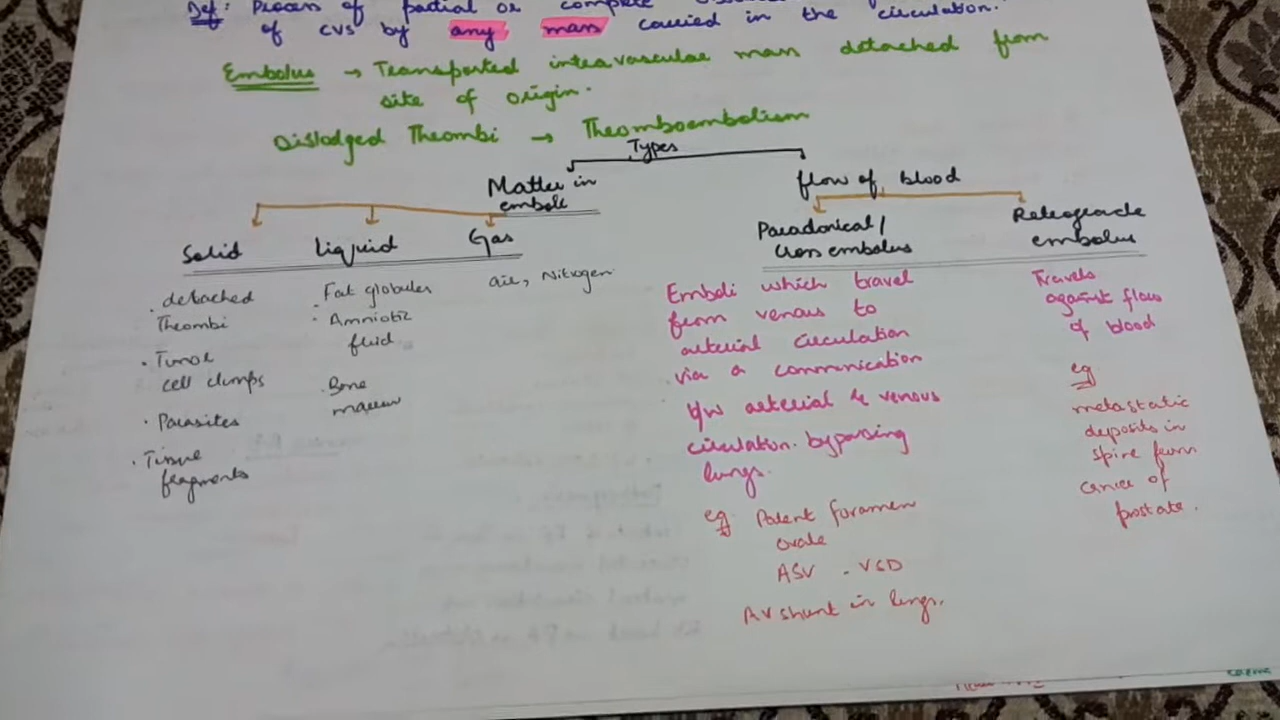 Def: Process of partial or complete
of CVS by any mass carried in the circulation.
Embolus → Transported intravascular mass detached from
site of origin.
Dislodged Thrombi → Thromboembolism
Types
Matter in
emboli
flow of blood
Solid
Liquid
Gas
Paradoxical /
Cross embolus
Retrograde
embolus
. detached
Thrombi
. Tumor
cell clumps
. Parasites
. Tissue
fragments
. Fat globules
. Amniotic
fluid
. Bone
marrow
air, Nitrogen
Emboli which travel
from venous to
arterial circulation
via a communication
b/w arterial & venous
circulation. bypassing
lungs.
eg Patent foramen
ovale
ASV - VSD
AV shunt in lungs.
Travels
against flow
of blood
eg
metastatic
deposits in
spine from
cancer of
prostate.